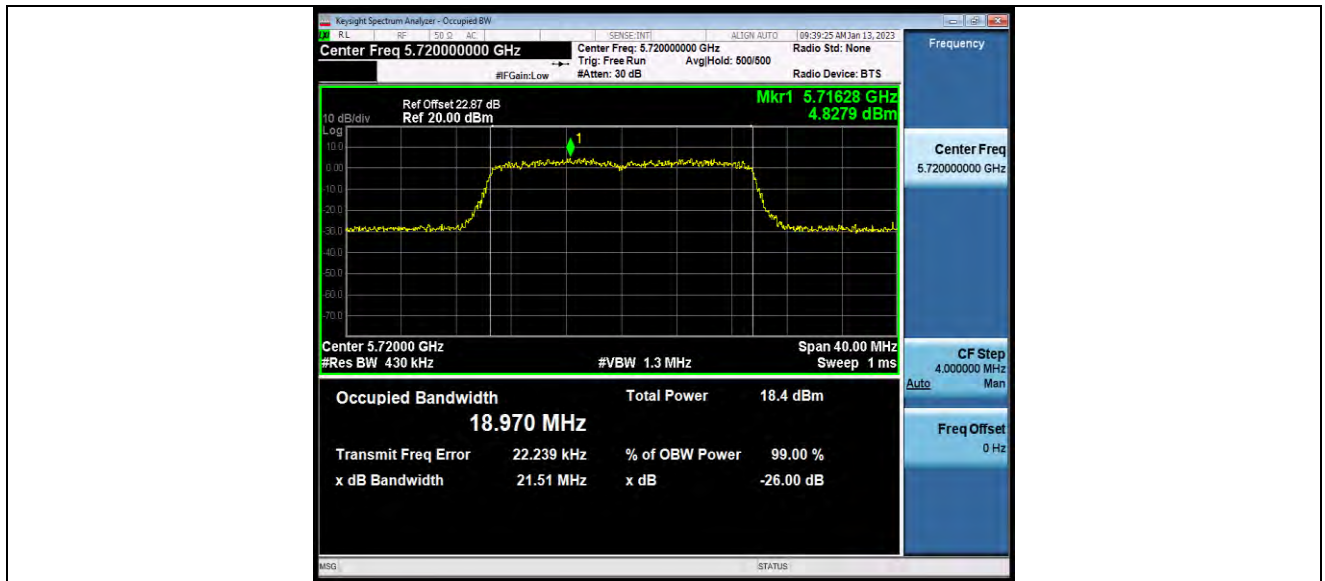 Keysight Spectrum Analyzer - Occupied BW
RL RF 50 Ω AC SENSE:INT ALIGN AUTO 09:39:25 AM Jan 13, 2023
Center Freq 5.720000000 GHz
Center Freq: 5.720000000 GHz Radio Std: None
Trig: Free Run Avg|Hold: 500/500
#IFGain:Low #Atten: 30 dB Radio Device: BTS
Frequency
Mkr1 5.71628 GHz
4.8279 dBm
Ref Offset 22.87 dB
10 dB/div Ref 20.00 dBm
Log
10.0
0.00
-10.0
-20.0
-30.0
-40.0
-50.0
-60.0
-70.0
1
Center 5.72000 GHz Span 40.00 MHz
#Res BW 430 kHz #VBW 1.3 MHz Sweep 1 ms
Occupied Bandwidth Total Power 18.4 dBm
18.970 MHz
Transmit Freq Error 22.239 kHz % of OBW Power 99.00 %
x dB Bandwidth 21.51 MHz x dB -26.00 dB
Center Freq
5.720000000 GHz
CF Step
4.000000 MHz
Auto Man
Freq Offset
0 Hz
MSG STATUS